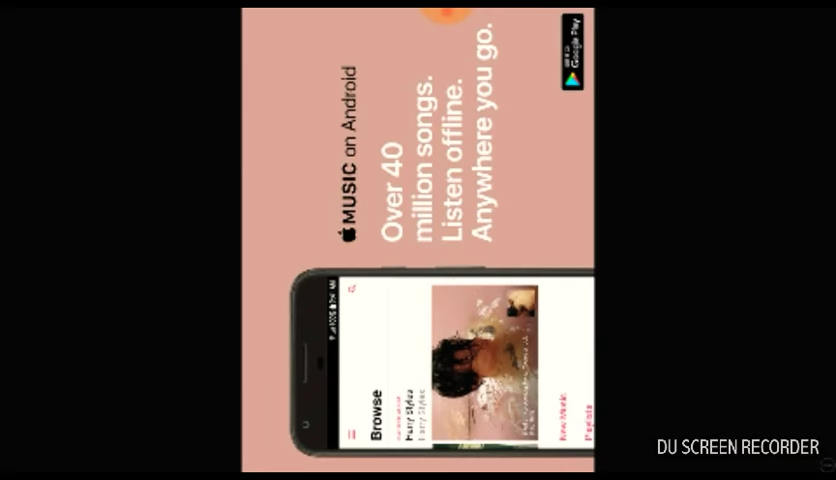 MUSIC on Android
Over 40
million songs.
Listen offline.
Anywhere you go.
Google Play
Browse
Harry Styles
Harry Styles
New Music
Playlists
DU SCREEN RECORDER